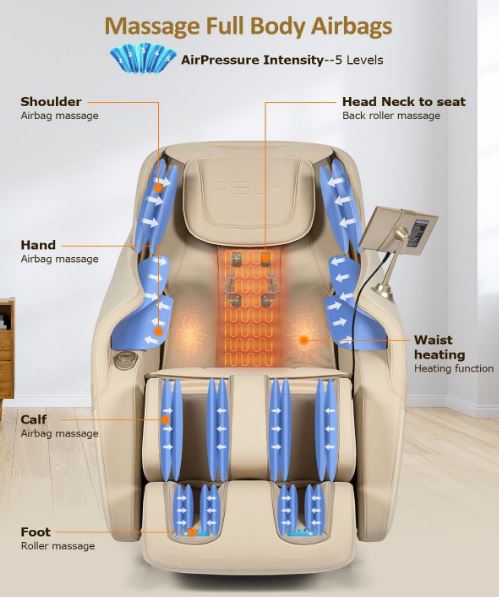 Massage Full Body Airbags
AirPressure Intensity--5 Levels
Shoulder
Airbag massage
Head Neck to seat
Back roller massage
Hand
Airbag massage
Waist
heating
Heating function
Calf
Airbag massage
Foot
Roller massage